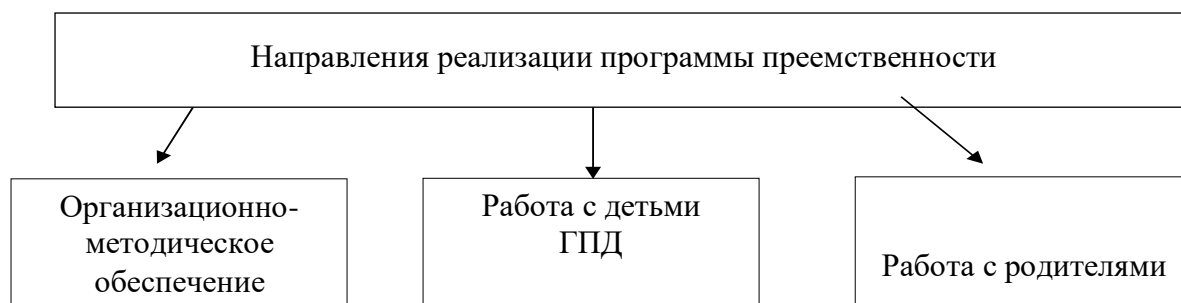 Направления реализации программы преемственности
Организационно-
методическое
обеспечение
Работа с детьми
ГПД
Работа с родителями